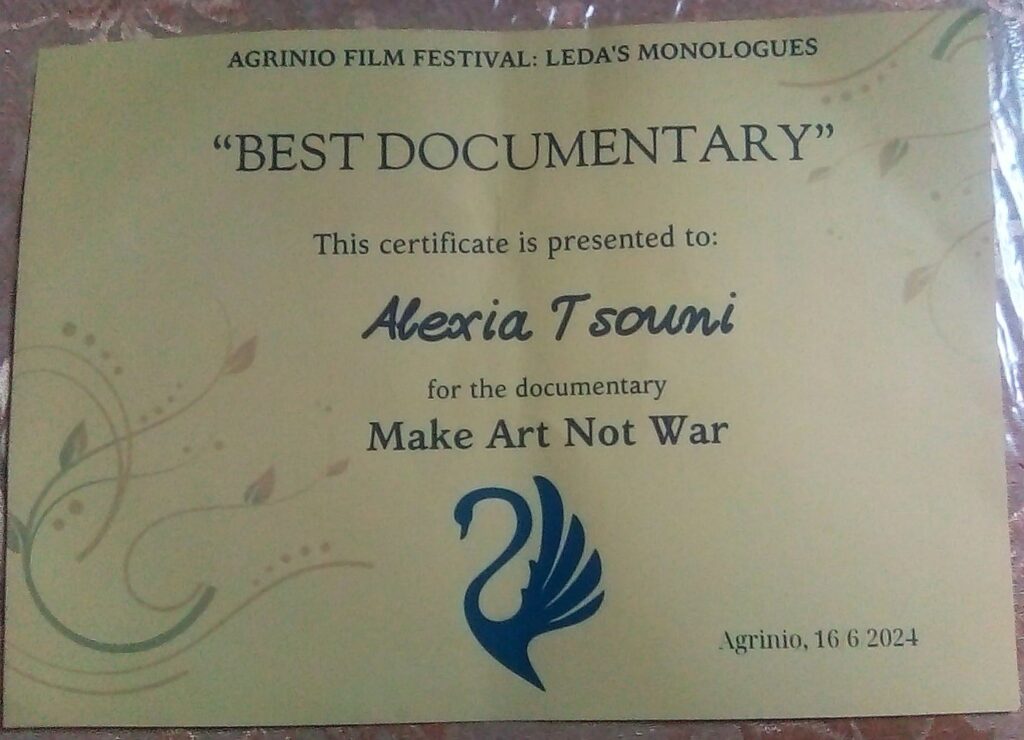 AGRINIO FILM FESTIVAL: LEDA'S MONOLOGUES
“BEST DOCUMENTARY”
This certificate is presented to:
Alexia Tsouni
for the documentary
Make Art Not War
Agrinio, 16 6 2024